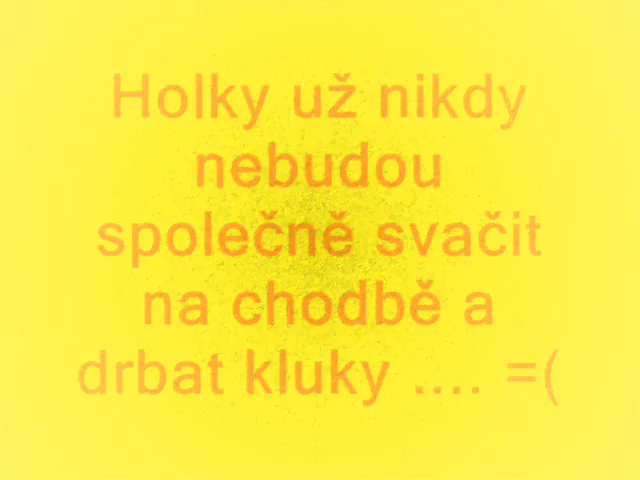 Holky už nikdy
nebudou
společně svačit
na chodbě a
drbat kluky .... =(